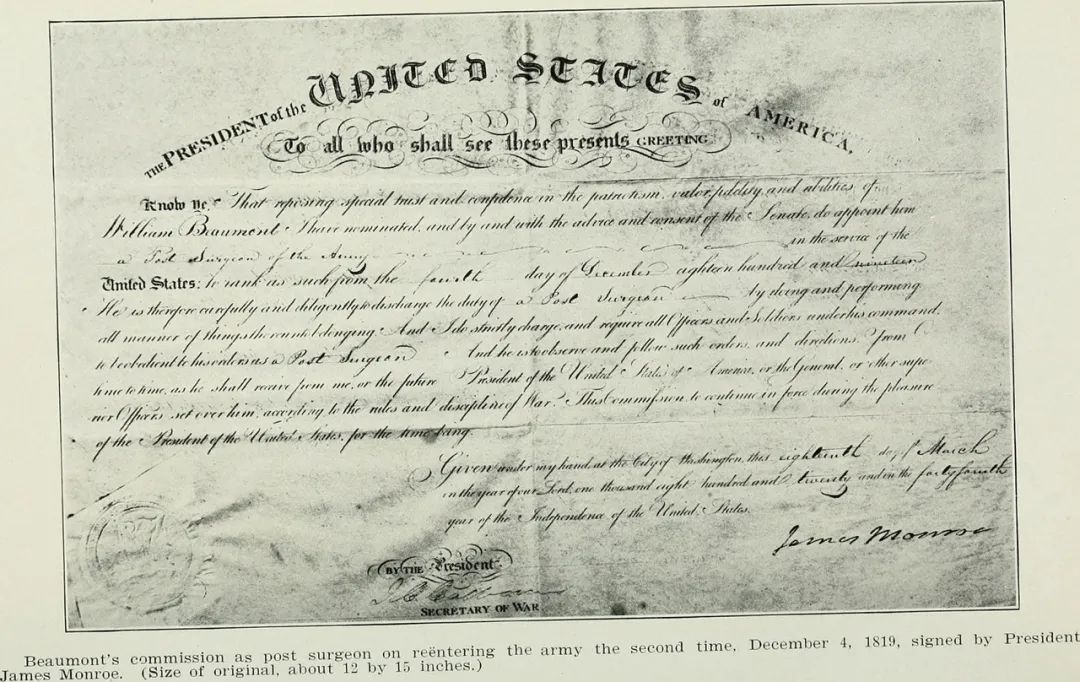 THE PRESIDENT of the UNITED STATES of AMERICA,
To all who shall see these presents GREETING
Know ye, That reposing special trust and confidence in the patriotism, valor, fidelity, and abilities of
William Beaumont I have nominated, and by and with the advice and consent of the Senate, do appoint him
a Post Surgeon of the Army in the service of the
United States: to rank as such from the fourth day of December eighteen hundred and nineteen
He is therefore carefully and diligently to discharge the duty of a Post Surgeon by doing and performing
all manner of things thereunto belonging. And I do strictly charge, and require all Officers and Soldiers under his command,
to be obedient to his orders as a Post Surgeon And he is to observe and follow such orders, and directions, from
time to time, as he shall receive from me, or the future President of the United States of America, or the General, or other supe
rior Officers set over him, according to the rules and discipline of War. This Commission to continue in force during the pleasure
of the President of the United States, for the time being.
Given under my hand, at the City of Washington, this eighteenth day of March
in the year of our Lord, one thousand eight hundred and twenty and in the forty fourth
year of the Independence of the United States.
James Monroe
BY THE President
J. C. Calhoun
SECRETARY OF WAR
Beaumont's commission as post surgeon on reëntering the army the second time, December 4, 1819, signed by President
James Monroe. (Size of original, about 12 by 15 inches.)